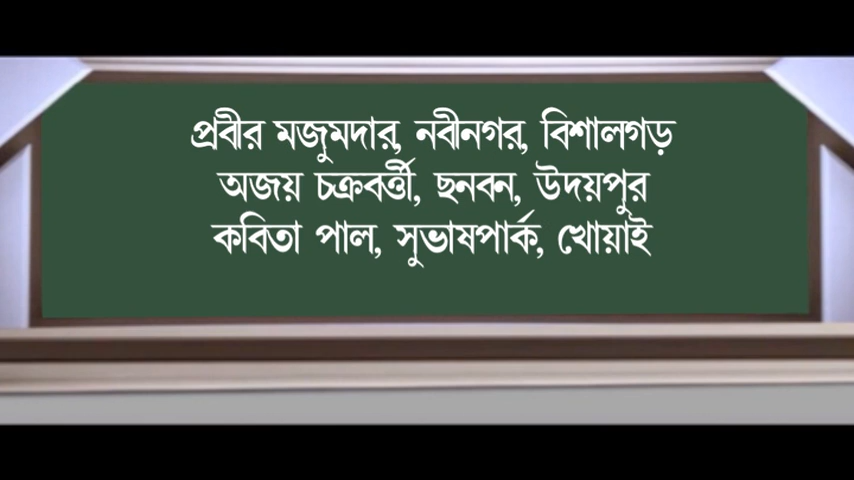 প্রবীর মজুমদার, নবীনগর, বিশালগড়
অজয় চক্রবর্ত্তী, ছনবন, উদয়পুর
কবিতা পাল, সুভাষপার্ক, খোয়াই